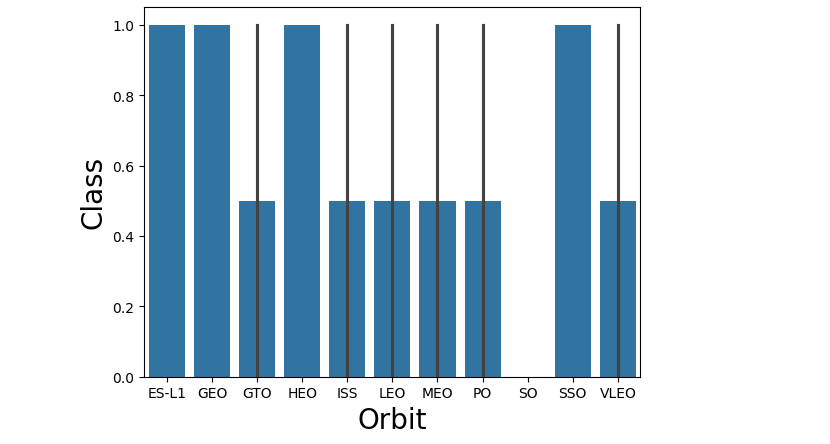 1.0
0.8
0.6
0.4
0.2
0.0
Class
ES-L1 GEO GTO HEO ISS LEO MEO PO SO SSO VLEO
Orbit